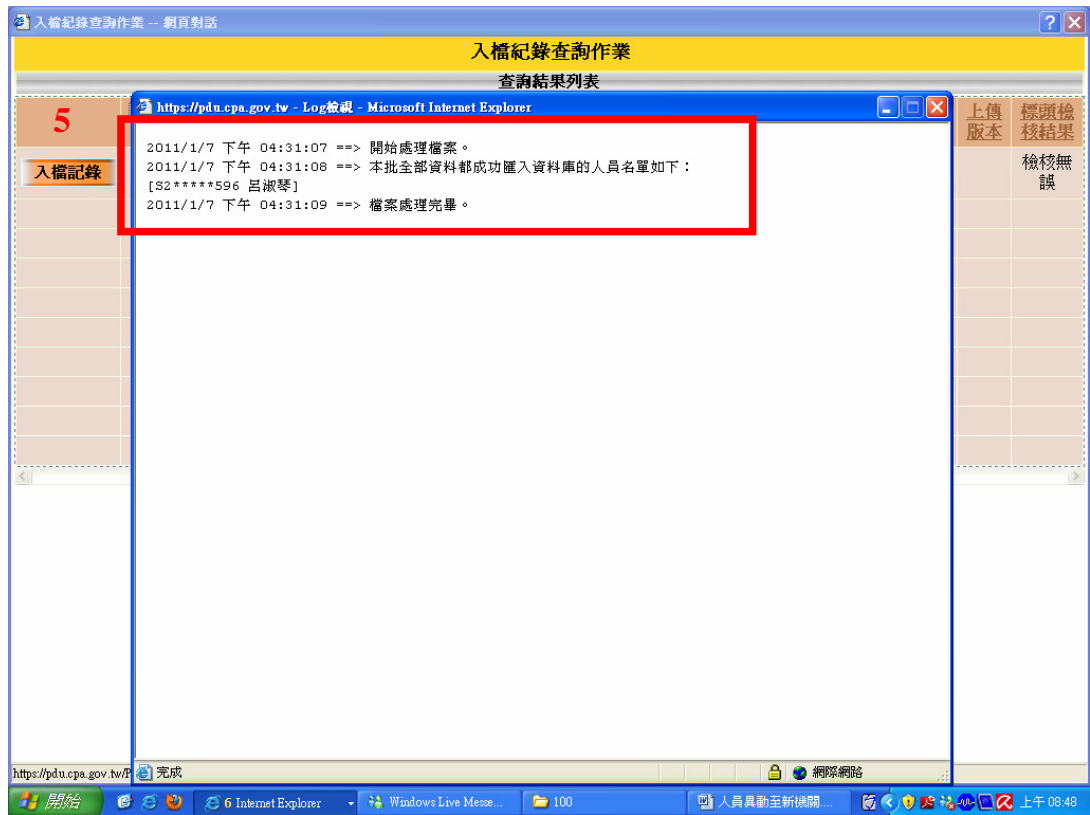 入檔紀錄查詢作業 -- 網頁對話
入檔紀錄查詢作業
查詢結果列表
https://pdu.cpa.gov.tw - Log檢視 - Microsoft Internet Explorer
5
上傳版本
標頭檢核結果
入檔記錄
檢核無誤
2011/1/7 下午 04:31:07 ==> 開始處理檔案。
2011/1/7 下午 04:31:08 ==> 本批全部資料都成功匯入資料庫的人員名單如下：
[S2*****596 呂淑琴]
2011/1/7 下午 04:31:09 ==> 檔案處理完畢。
https://pdu.cpa.gov.tw/P
完成
網際網路
開始
6 Internet Explorer
Windows Live Messe...
100
人員異動至新機關....
上午 08:48